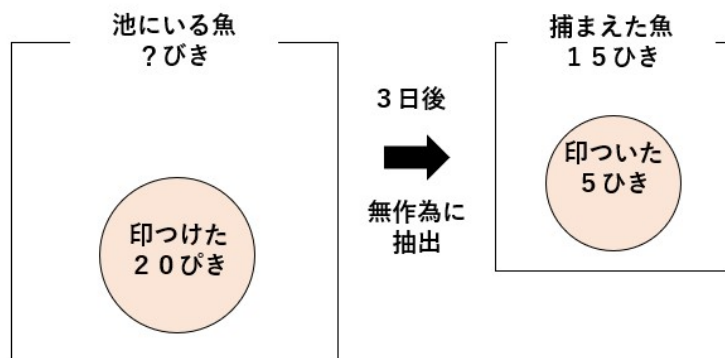 池にいる魚
?びき
印つけた
20ぴき
3日後
無作為に
抽出
捕まえた魚
15ひき
印ついた
5ひき